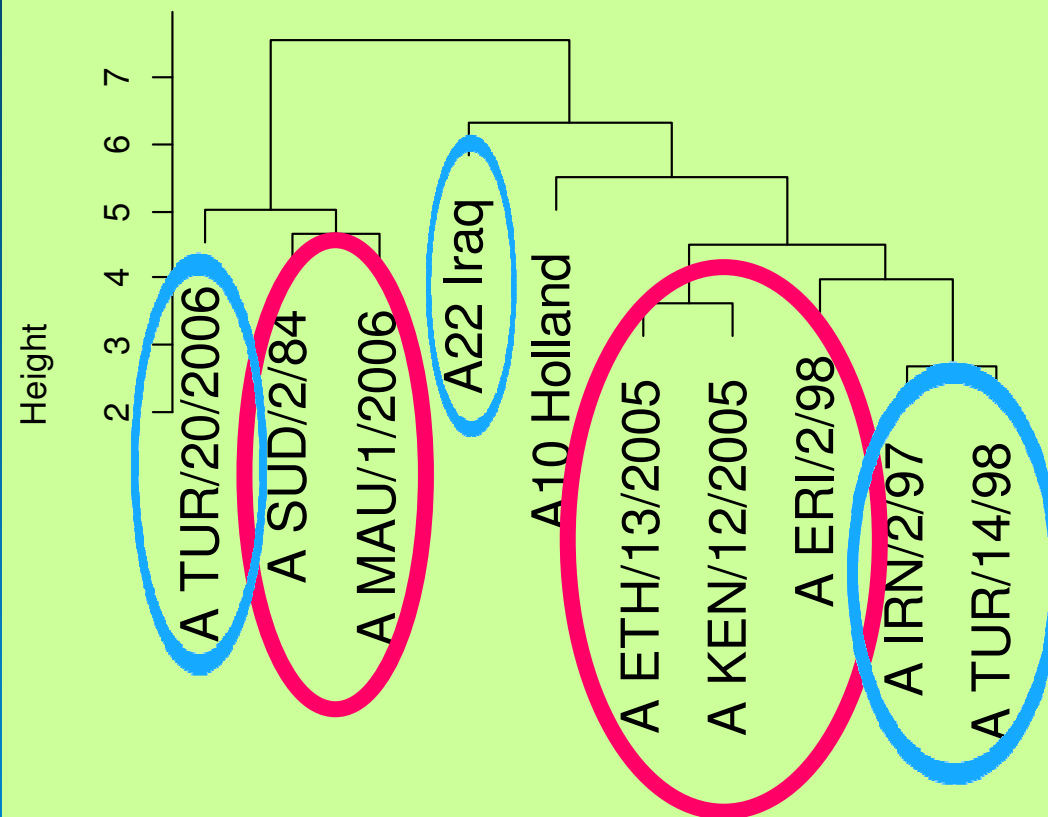 Height
7
6
5
4
3
2
A TUR/20/2006
A SUD/2/84
A MAU/1/2006
A22 Iraq
A10 Holland
A ETH/13/2005
A KEN/12/2005
A ERI/2/98
A IRN/2/97
A TUR/14/98